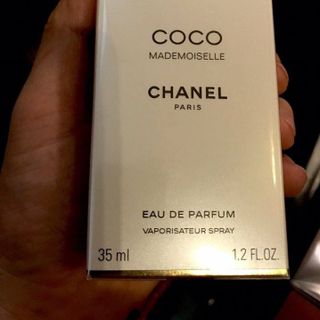 COCO
MADEMOISELLE
CHANEL
PARIS
EAU DE PARFUM
VAPORISATEUR SPRAY
35 ml 1.2 FL.OZ.